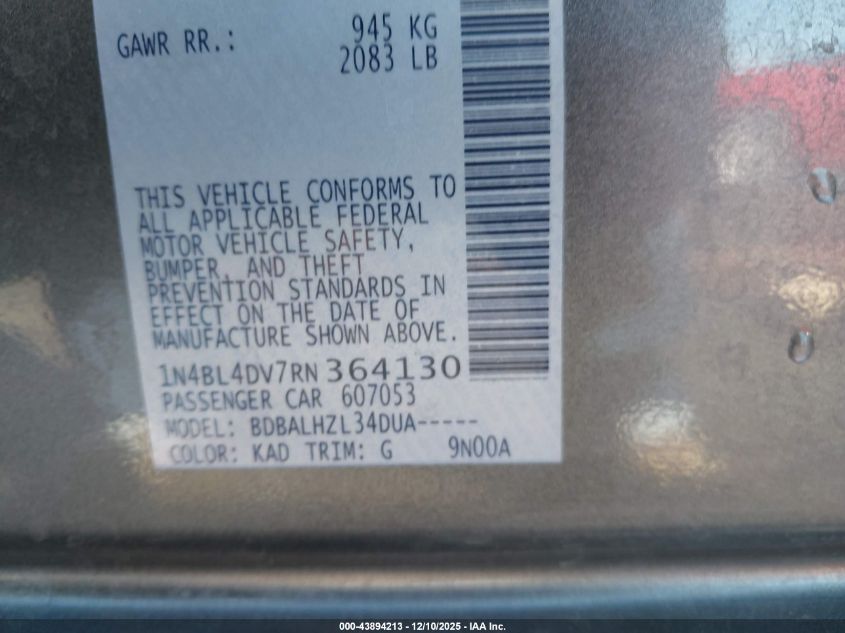 GAWR RR.: 945 KG
2083 LB
THIS VEHICLE CONFORMS TO
ALL APPLICABLE FEDERAL
MOTOR VEHICLE SAFETY,
BUMPER, AND THEFT
PREVENTION STANDARDS IN
EFFECT ON THE DATE OF
MANUFACTURE SHOWN ABOVE.
1N4BL4DV7RN364130
PASSENGER CAR 607053
MODEL: BDBALHZL34DUA-----
COLOR: KAD TRIM: G 9N00A
000-43894213 - 12/10/2025 - IAA Inc.